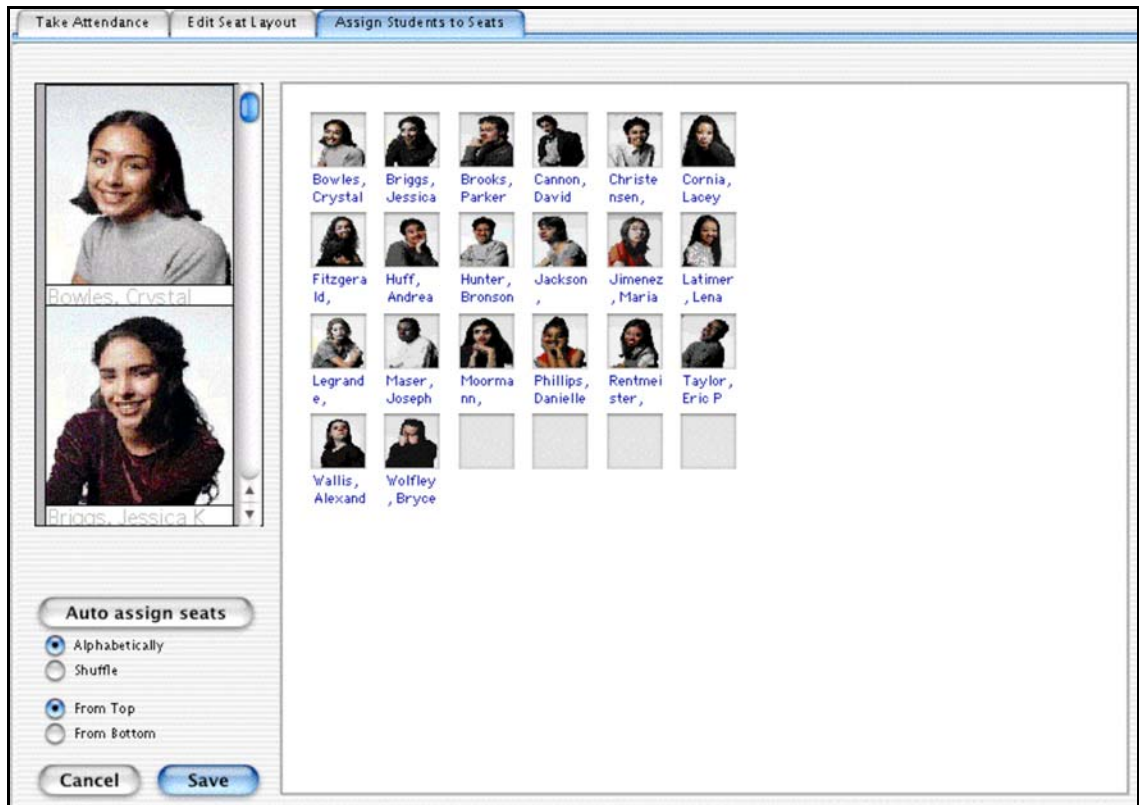 Take Attendance
Edit Seat Layout
Assign Students to Seats
Bowles, Crystal
Briggs, Jessica K
Bowles, Briggs, Brooks, Cannon, Christe Cornia,
Crystal Jessica Parker David nsen, Lacey
Fitzgera Huff, Hunter, Jackson Jimenez Latimer
ld, Andrea Bronson , , Maria , Lena
Legrand Maser, Moorma Phillips, Rentmei Taylor,
e, Joseph nn, Danielle ster, Eric P
Wallis, Wolfley
Alexand , Bryce
Auto assign seats
Alphabetically
Shuffle
From Top
From Bottom
Cancel Save